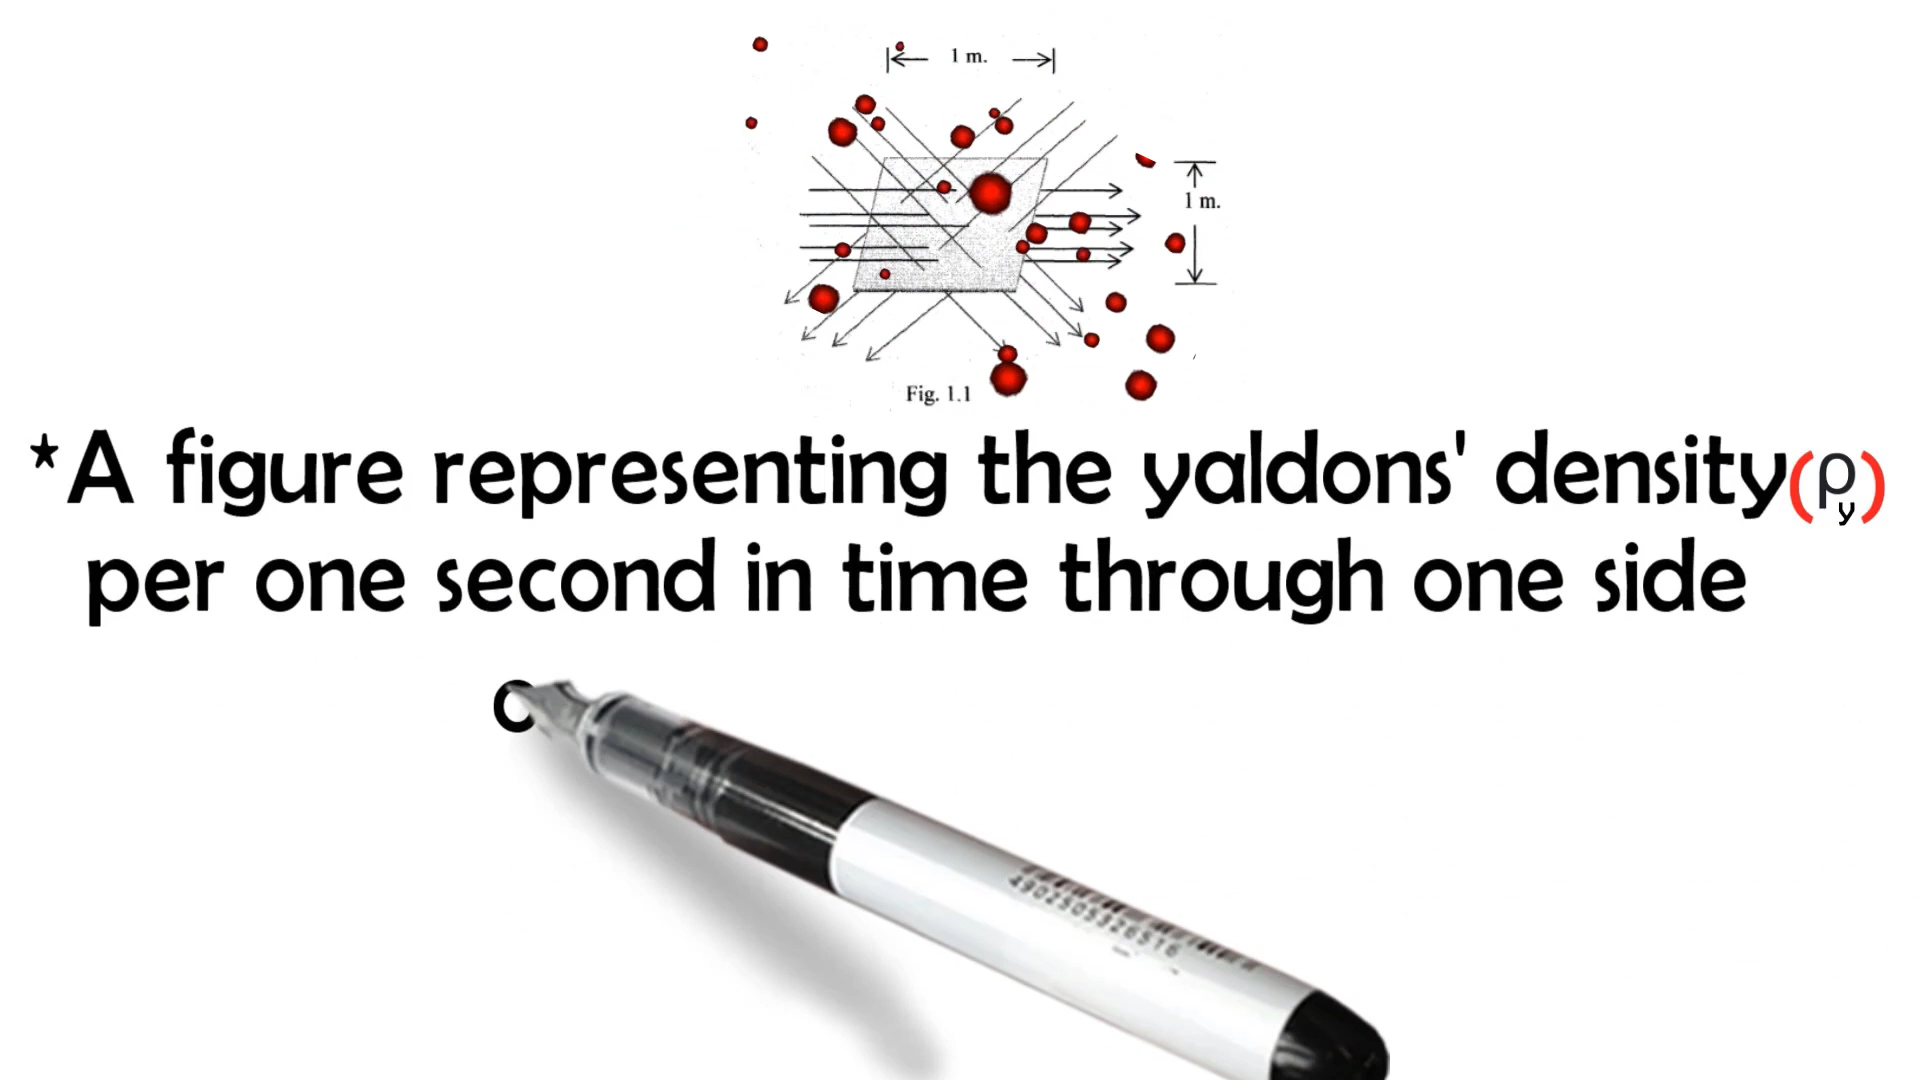 1 m.
1 m.
Fig. 1.1
*A figure representing the yaldons' density(ρy)
per one second in time through one side
o
4902505326516